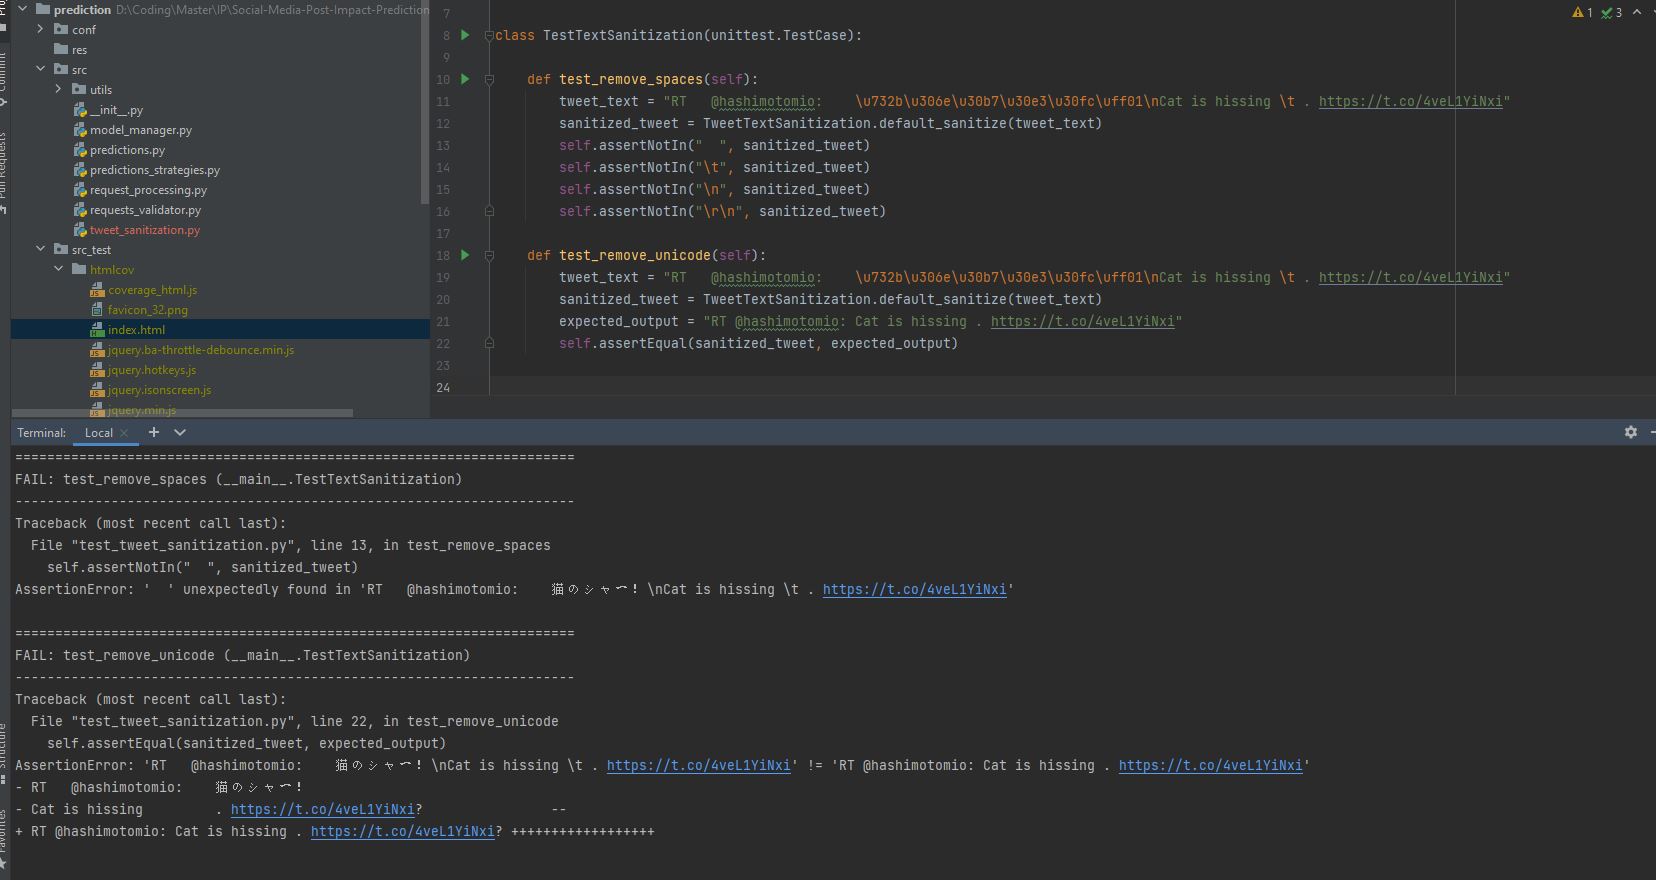 prediction D:\Coding\Master\IP\Social-Media-Post-Impact-Prediction
conf
res
src
utils
__init__.py
model_manager.py
predictions.py
predictions_strategies.py
request_processing.py
requests_validator.py
tweet_sanitization.py
src_test
htmlcov
coverage_html.js
favicon_32.png
index.html
jquery.ba-throttle-debounce.min.js
jquery.hotkeys.js
jquery.isonscreen.js
jquery.min.js
1 3
7
8 class TestTextSanitization(unittest.TestCase):
9
10 def test_remove_spaces(self):
11 tweet_text = "RT   @hashimotomio:    \u732b\u306e\u30b7\u30e3\u30fc\uff01\nCat is hissing \t . https://t.co/4veL1YiNxi"
12 sanitized_tweet = TweetTextSanitization.default_sanitize(tweet_text)
13 self.assertNotIn("  ", sanitized_tweet)
14 self.assertNotIn("\t", sanitized_tweet)
15 self.assertNotIn("\n", sanitized_tweet)
16 self.assertNotIn("\r\n", sanitized_tweet)
17
18 def test_remove_unicode(self):
19 tweet_text = "RT   @hashimotomio:    \u732b\u306e\u30b7\u30e3\u30fc\uff01\nCat is hissing \t . https://t.co/4veL1YiNxi"
20 sanitized_tweet = TweetTextSanitization.default_sanitize(tweet_text)
21 expected_output = "RT @hashimotomio: Cat is hissing . https://t.co/4veL1YiNxi"
22 self.assertEqual(sanitized_tweet, expected_output)
23
24
Terminal: Local
======================================================================
FAIL: test_remove_spaces (__main__.TestTextSanitization)
----------------------------------------------------------------------
Traceback (most recent call last):
File "test_tweet_sanitization.py", line 13, in test_remove_spaces
self.assertNotIn("  ", sanitized_tweet)
AssertionError: '  ' unexpectedly found in 'RT   @hashimotomio:    猫のシャー！\nCat is hissing \t . https://t.co/4veL1YiNxi'
======================================================================
FAIL: test_remove_unicode (__main__.TestTextSanitization)
----------------------------------------------------------------------
Traceback (most recent call last):
File "test_tweet_sanitization.py", line 22, in test_remove_unicode
self.assertEqual(sanitized_tweet, expected_output)
AssertionError: 'RT   @hashimotomio:    猫のシャー！\nCat is hissing \t . https://t.co/4veL1YiNxi' != 'RT @hashimotomio: Cat is hissing . https://t.co/4veL1YiNxi'
- RT   @hashimotomio:    猫のシャー！
- Cat is hissing         . https://t.co/4veL1YiNxi?                --
+ RT @hashimotomio: Cat is hissing . https://t.co/4veL1YiNxi? ++++++++++++++++++